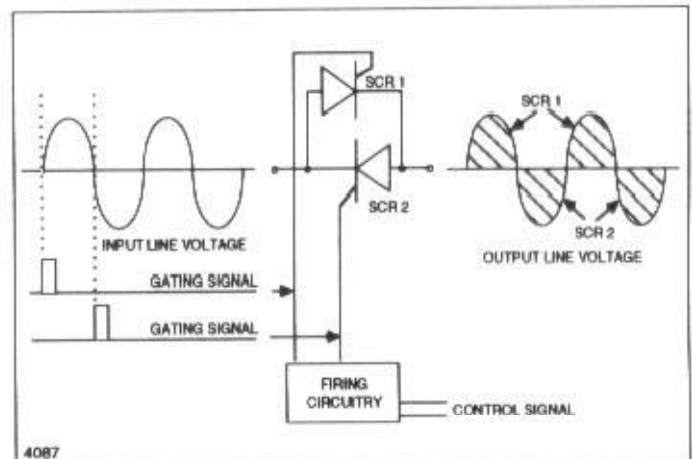 SCR 1
SCR 1
SCR 2
SCR 2
INPUT LINE VOLTAGE
OUTPUT LINE VOLTAGE
GATING SIGNAL
GATING SIGNAL
FIRING
CIRCUITRY
CONTROL SIGNAL
4087